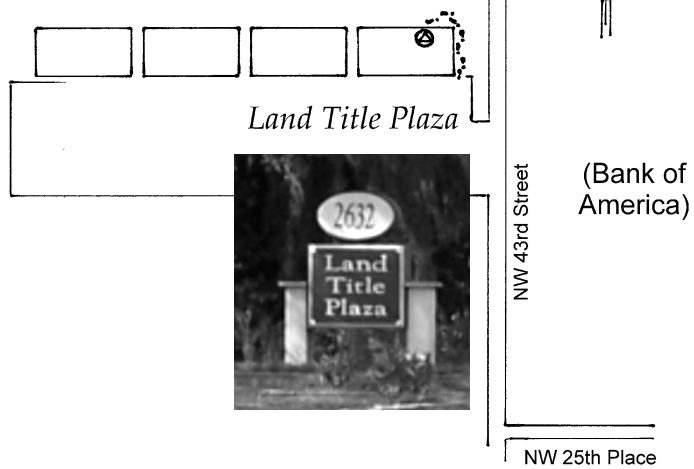 Land Title Plaza
2632
Land
Title
Plaza
NW 43rd Street
(Bank of
America)
NW 25th Place